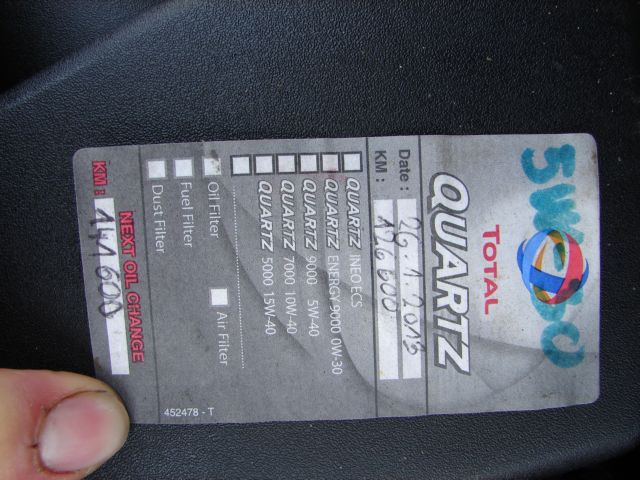 5W30
TOTAL
QUARTZ
Date : 26.1.2013
KM : 126 600
QUARTZ INEO ECS
QUARTZ ENERGY 9000 0W-30
QUARTZ 9000 5W-40
QUARTZ 7000 10W-40
QUARTZ 5000 15W-40
Oil Filter
Air Filter
Fuel Filter
Dust Filter
NEXT OIL CHANGE
KM : 141 600
452478 - T